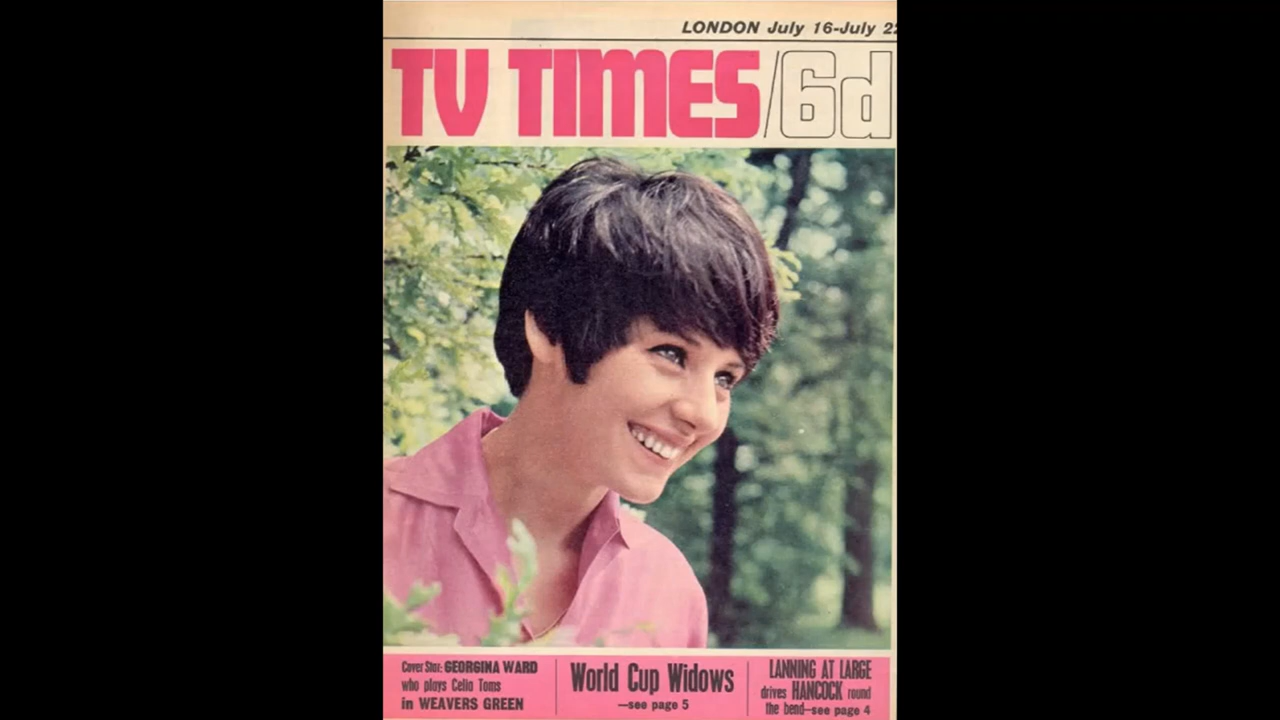 LONDON July 16-July 22
TV TIMES/6d
Cover Star: GEORGINA WARD
who plays Celia Toms
in WEAVERS GREEN
World Cup Widows
—see page 5
LANNING AT LARGE
drives HANCOCK round
the bend—see page 4